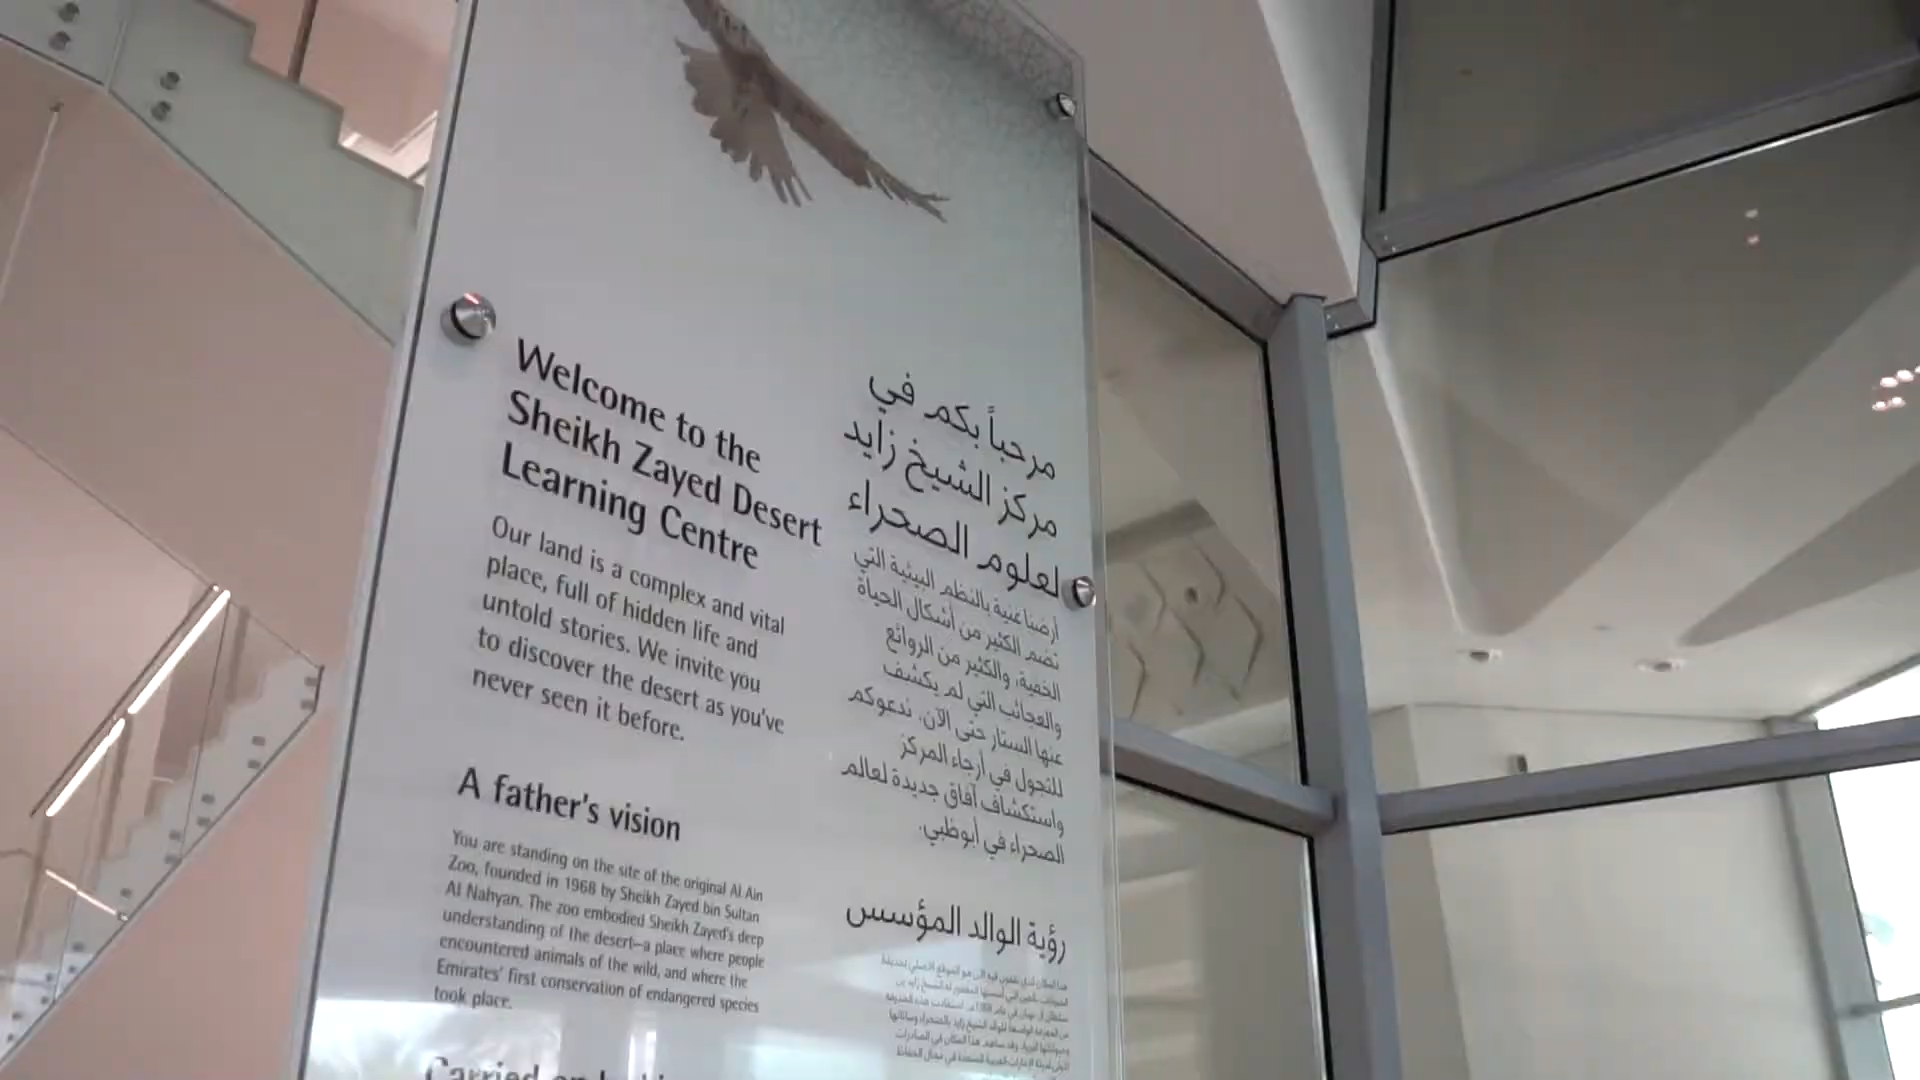 Welcome to the
Sheikh Zayed Desert
Learning Centre
Our land is a complex and vital
place, full of hidden life and
untold stories. We invite you
to discover the desert as you've
never seen it before.
A father's vision
You are standing on the site of the original Al Ain
Zoo, founded in 1968 by Sheikh Zayed bin Sultan
Al Nahyan. The zoo embodied Sheikh Zayed's deep
understanding of the desert—a place where people
encountered animals of the wild, and where the
Emirates' first conservation of endangered species
took place.
Carried on
مرحباً بكم في
مركز الشيخ زايد
لعلوم الصحراء
أرضنا غنية بالنظم البيئية التي
تضم الكثير من أشكال الحياة
الخفية، والكثير من الروائع
والعجائب التي لم يكشف
عنها الستار حتى الآن. ندعوكم
للتجول في أرجاء المركز
واستكشاف آفاق جديدة لعالم
الصحراء في أبوظبي.
رؤية الوالد المؤسس